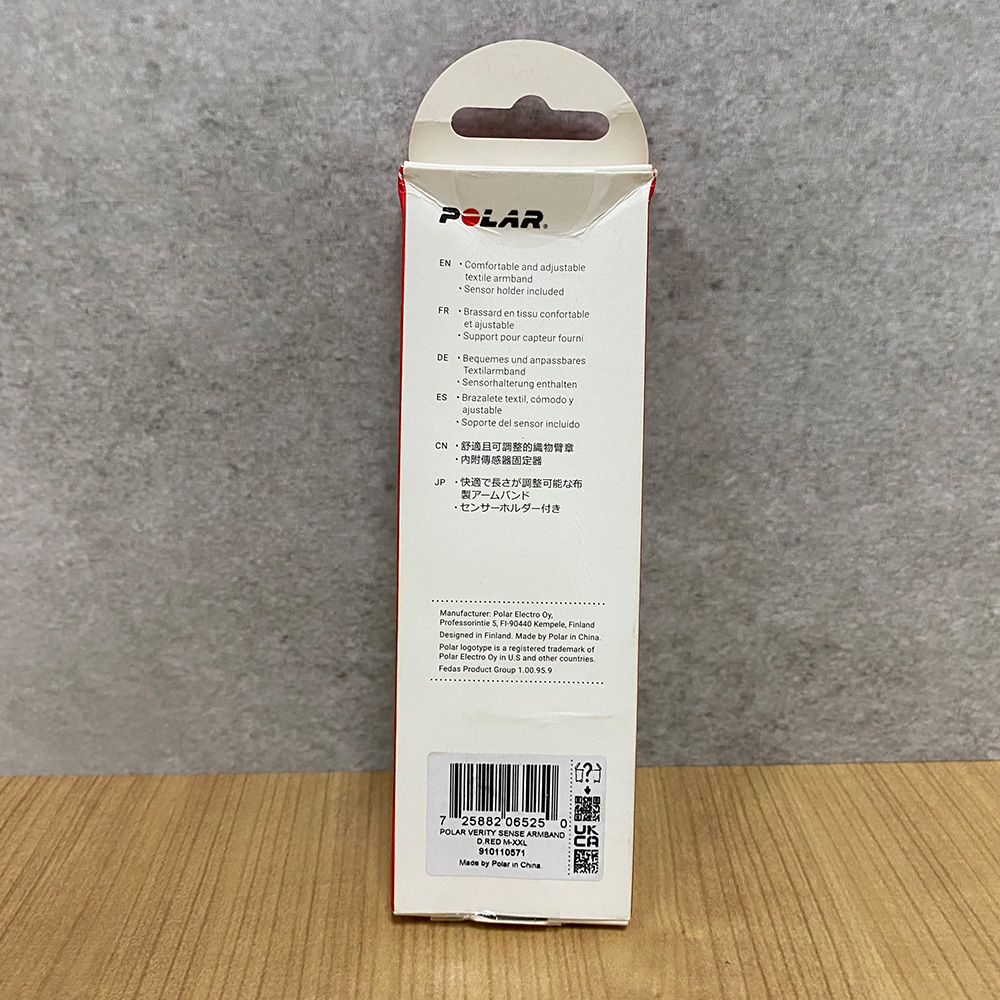 POLAR®
EN • Comfortable and adjustable
textile armband
• Sensor holder included
FR • Brassard en tissu confortable
et ajustable
• Support pour capteur fourni
DE • Bequemes und anpassbares
Textilarmband
• Sensorhalterung enthalten
ES • Brazalete textil, cómodo y
ajustable
• Soporte del sensor incluido
CN • 舒適且可調整的織物臂章
• 內附傳感器固定器
JP • 快適で長さが調整可能な布
製アームバンド
• センサーホルダー付き
Manufacturer: Polar Electro Oy,
Professorintie 5, FI-90440 Kempele, Finland
Designed in Finland. Made by Polar in China.
Polar logotype is a registered trademark of
Polar Electro Oy in U.S and other countries.
Fedas Product Group 1.00.95.9
7 25882 06525 0
POLAR VERITY SENSE ARMBAND
D.RED M-XXL
910110571
Made by Polar in China.
?
UK
CA